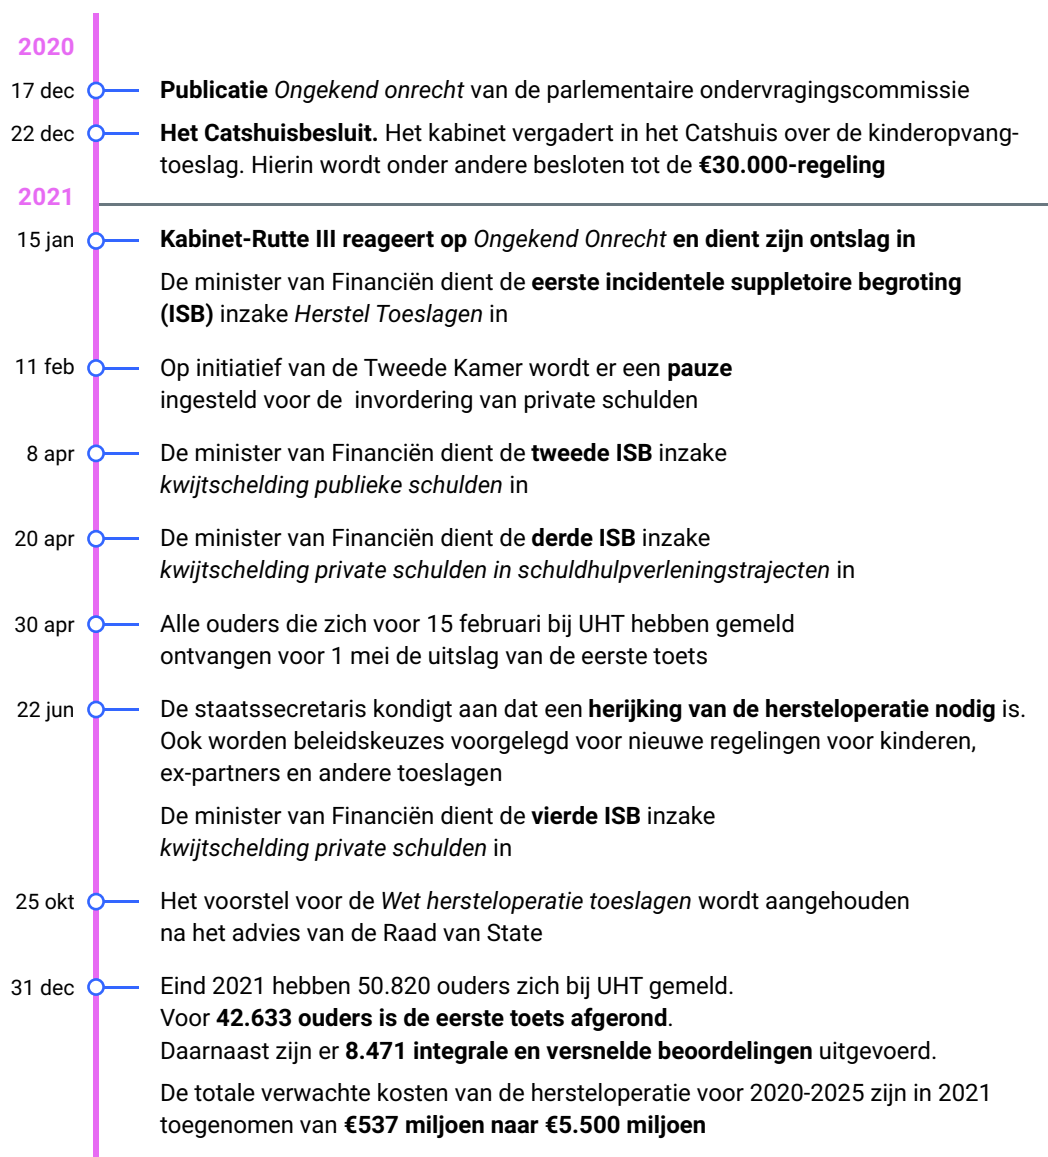 2020
17 dec
Publicatie Ongekend onrecht van de parlementaire ondervragingscommissie
22 dec
Het Catshuisbesluit. Het kabinet vergadert in het Catshuis over de kinderopvang-
toeslag. Hierin wordt onder andere besloten tot de €30.000-regeling
2021
15 jan
Kabinet-Rutte III reageert op Ongekend Onrecht en dient zijn ontslag in
De minister van Financiën dient de eerste incidentele suppletoire begroting
(ISB) inzake Herstel Toeslagen in
11 feb
Op initiatief van de Tweede Kamer wordt er een pauze
ingesteld voor de  invordering van private schulden
8 apr
De minister van Financiën dient de tweede ISB inzake
kwijtschelding publieke schulden in
20 apr
De minister van Financiën dient de derde ISB inzake
kwijtschelding private schulden in schuldhulpverleningstrajecten in
30 apr
Alle ouders die zich voor 15 februari bij UHT hebben gemeld
ontvangen voor 1 mei de uitslag van de eerste toets
22 jun
De staatssecretaris kondigt aan dat een herijking van de hersteloperatie nodig is.
Ook worden beleidskeuzes voorgelegd voor nieuwe regelingen voor kinderen,
ex-partners en andere toeslagen
De minister van Financiën dient de vierde ISB inzake
kwijtschelding private schulden in
25 okt
Het voorstel voor de Wet hersteloperatie toeslagen wordt aangehouden
na het advies van de Raad van State
31 dec
Eind 2021 hebben 50.820 ouders zich bij UHT gemeld.
Voor 42.633 ouders is de eerste toets afgerond.
Daarnaast zijn er 8.471 integrale en versnelde beoordelingen uitgevoerd.
De totale verwachte kosten van de hersteloperatie voor 2020-2025 zijn in 2021
toegenomen van €537 miljoen naar €5.500 miljoen